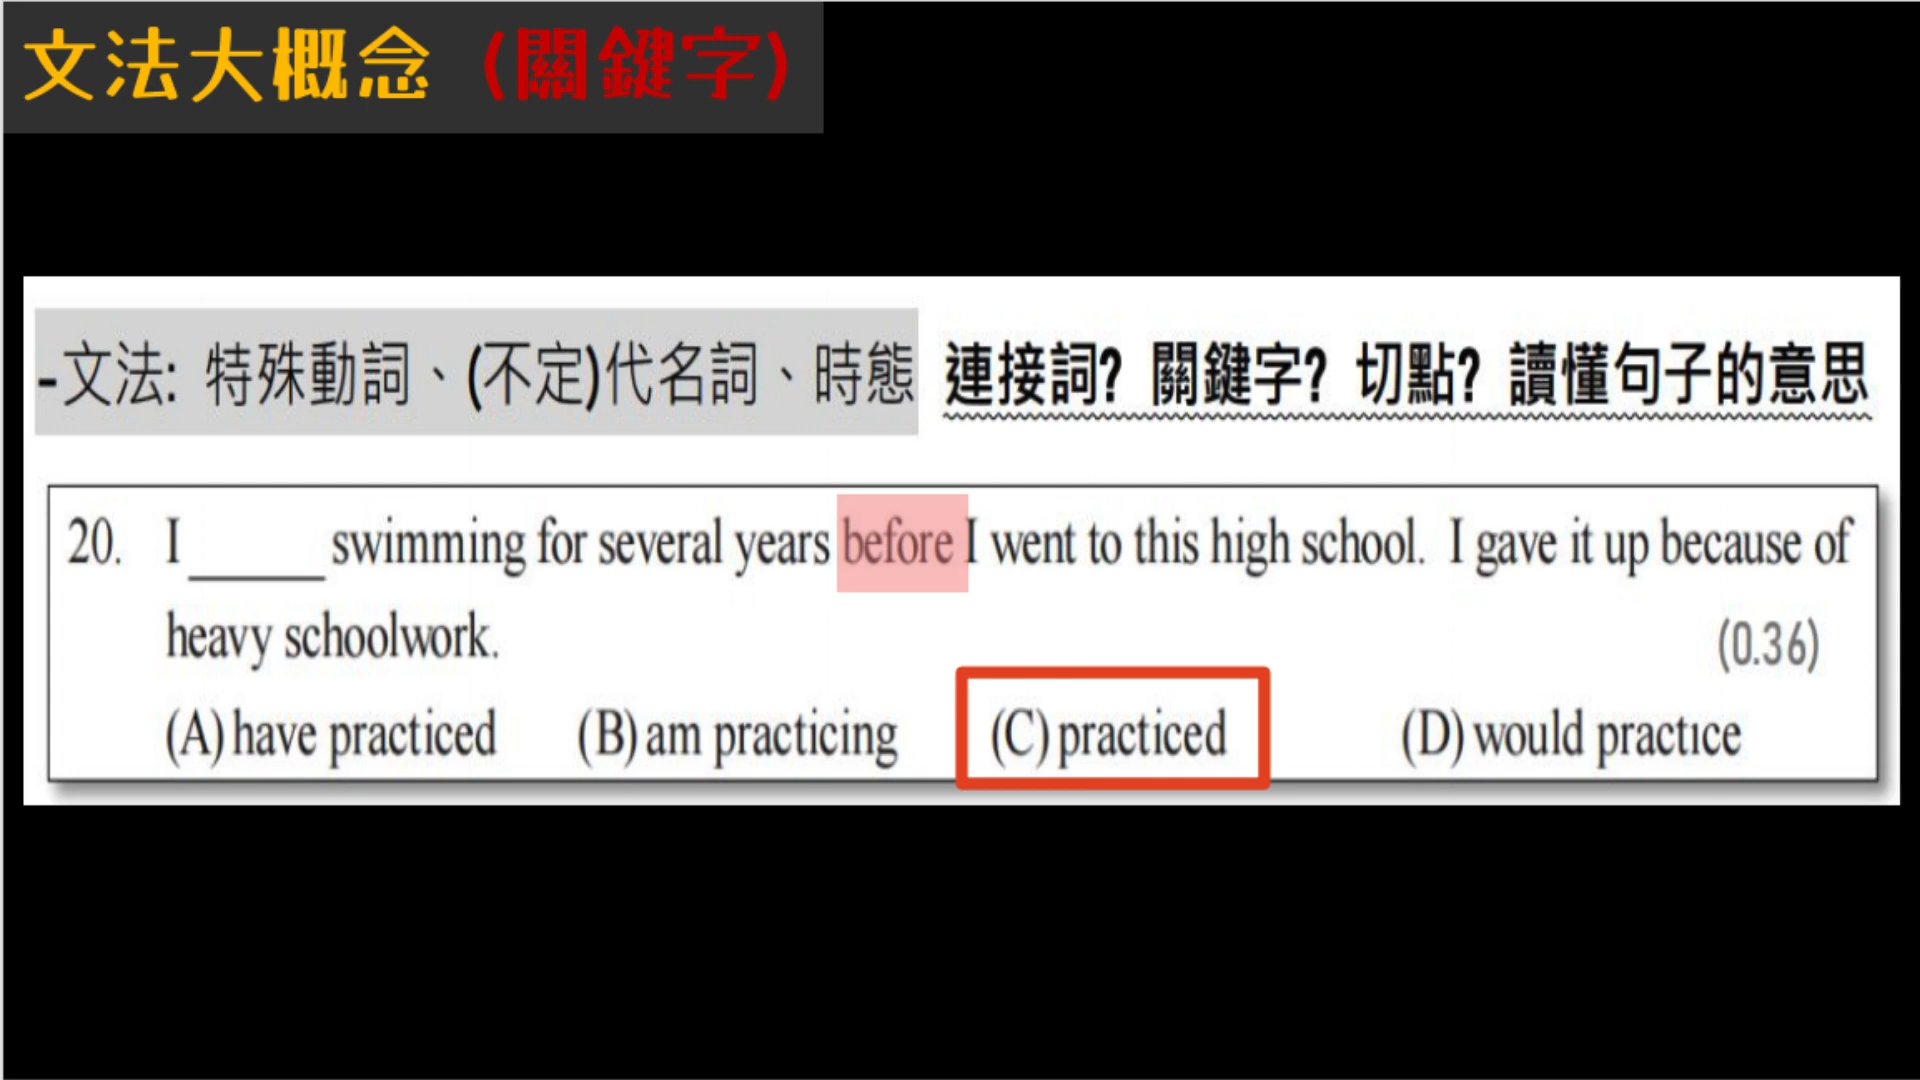 文法大概念 (關鍵字)
-文法: 特殊動詞、(不定)代名詞、時態 連接詞? 關鍵字? 切點? 讀懂句子的意思
20. I ______ swimming for several years before I went to this high school. I gave it up because of
heavy schoolwork. (0.36)
(A) have practiced (B) am practicing (C) practiced (D) would practice